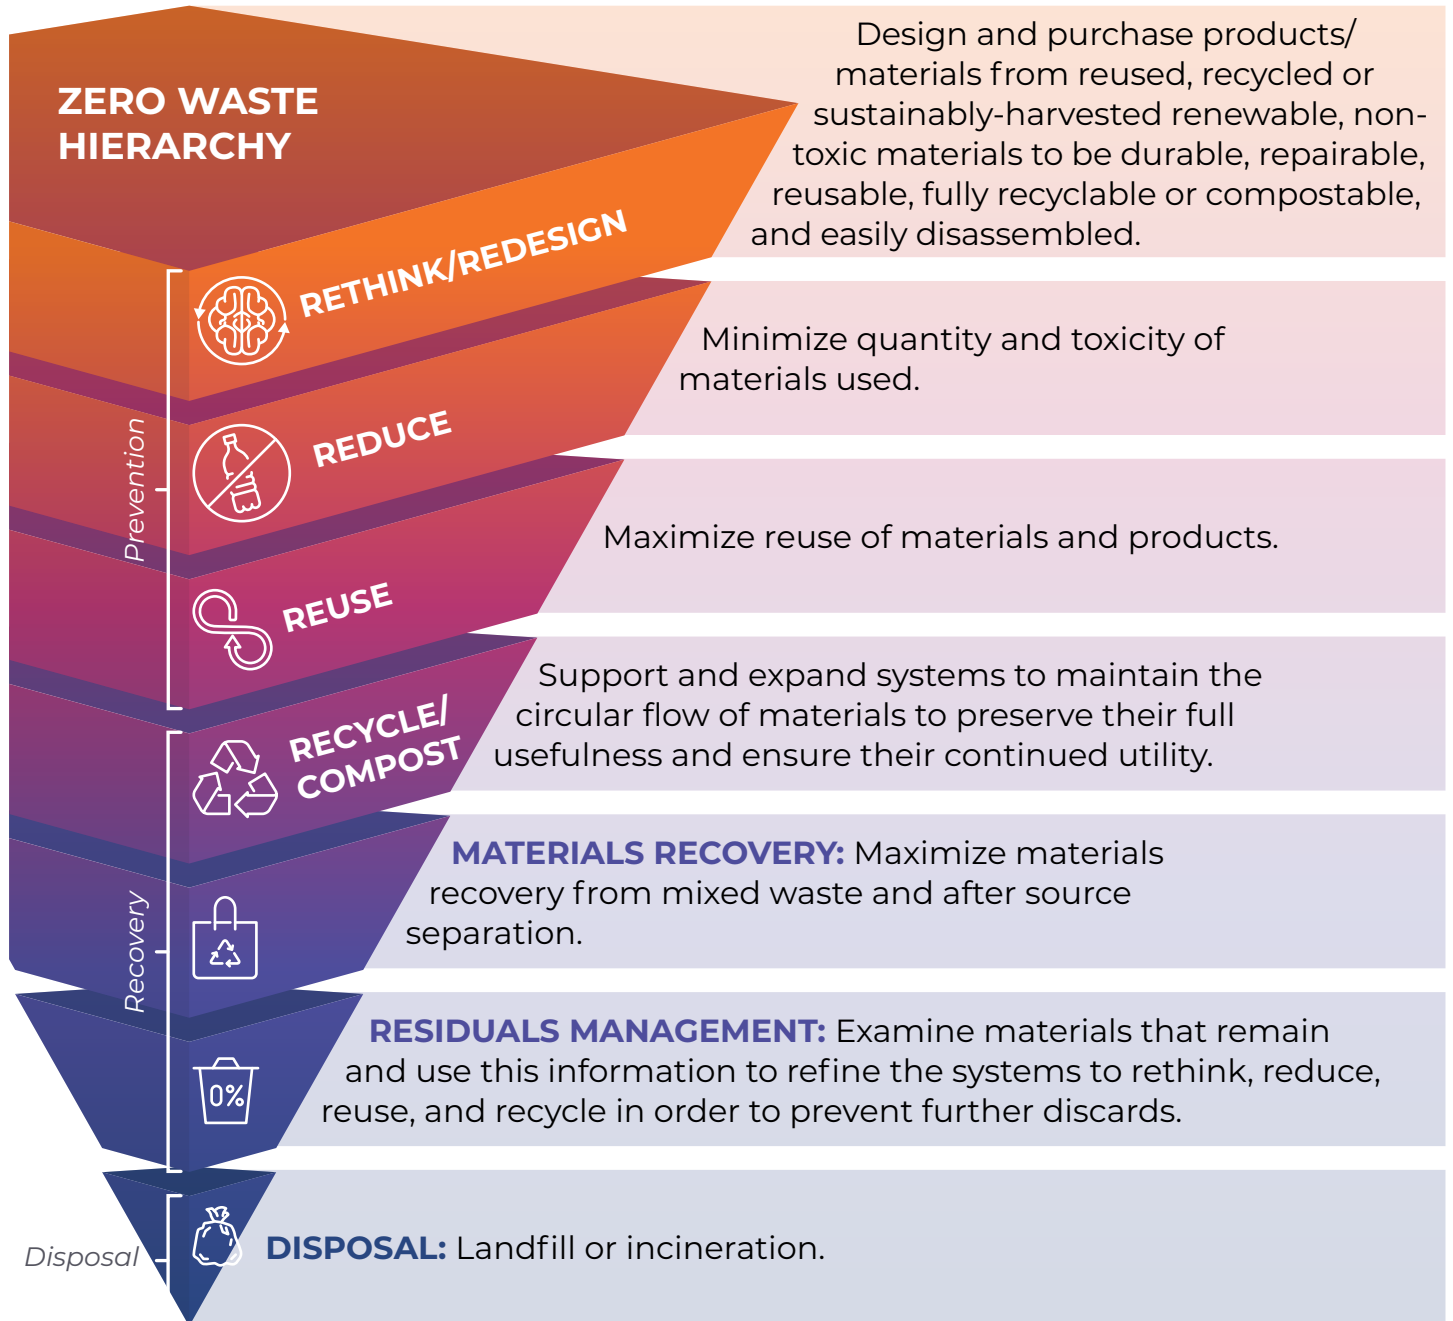 ZERO WASTE
HIERARCHY
Design and purchase products/
materials from reused, recycled or
sustainably-harvested renewable, non-
toxic materials to be durable, repairable,
reusable, fully recyclable or compostable,
and easily disassembled.
RETHINK/REDESIGN
Prevention
REDUCE
Minimize quantity and toxicity of
materials used.
REUSE
Maximize reuse of materials and products.
RECYCLE/
COMPOST
Support and expand systems to maintain the
circular flow of materials to preserve their full
usefulness and ensure their continued utility.
Recovery
MATERIALS RECOVERY: Maximize materials
recovery from mixed waste and after source
separation.
0%
RESIDUALS MANAGEMENT: Examine materials that remain
and use this information to refine the systems to rethink, reduce,
reuse, and recycle in order to prevent further discards.
Disposal
DISPOSAL: Landfill or incineration.